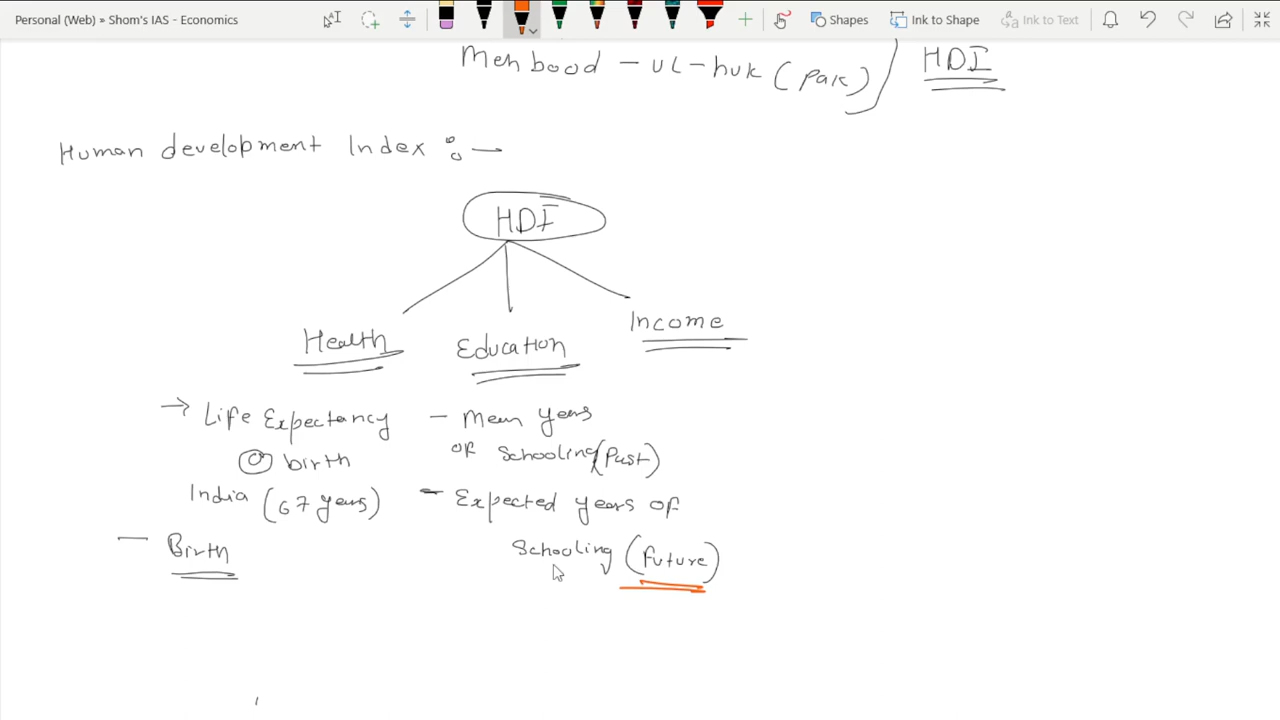 Personal (Web) » Shom's IAS - Economics
Shapes
Ink to Shape
Ink to Text
Mehbood - UL - huk (Pak)
HDI
Human development Index :-
HDI
Health
Education
Income
→ Life Expectancy
@ birth
India (67 years)
- Birth
- Mean years
of Schooling (Past)
- Expected years of
Schooling (Future)